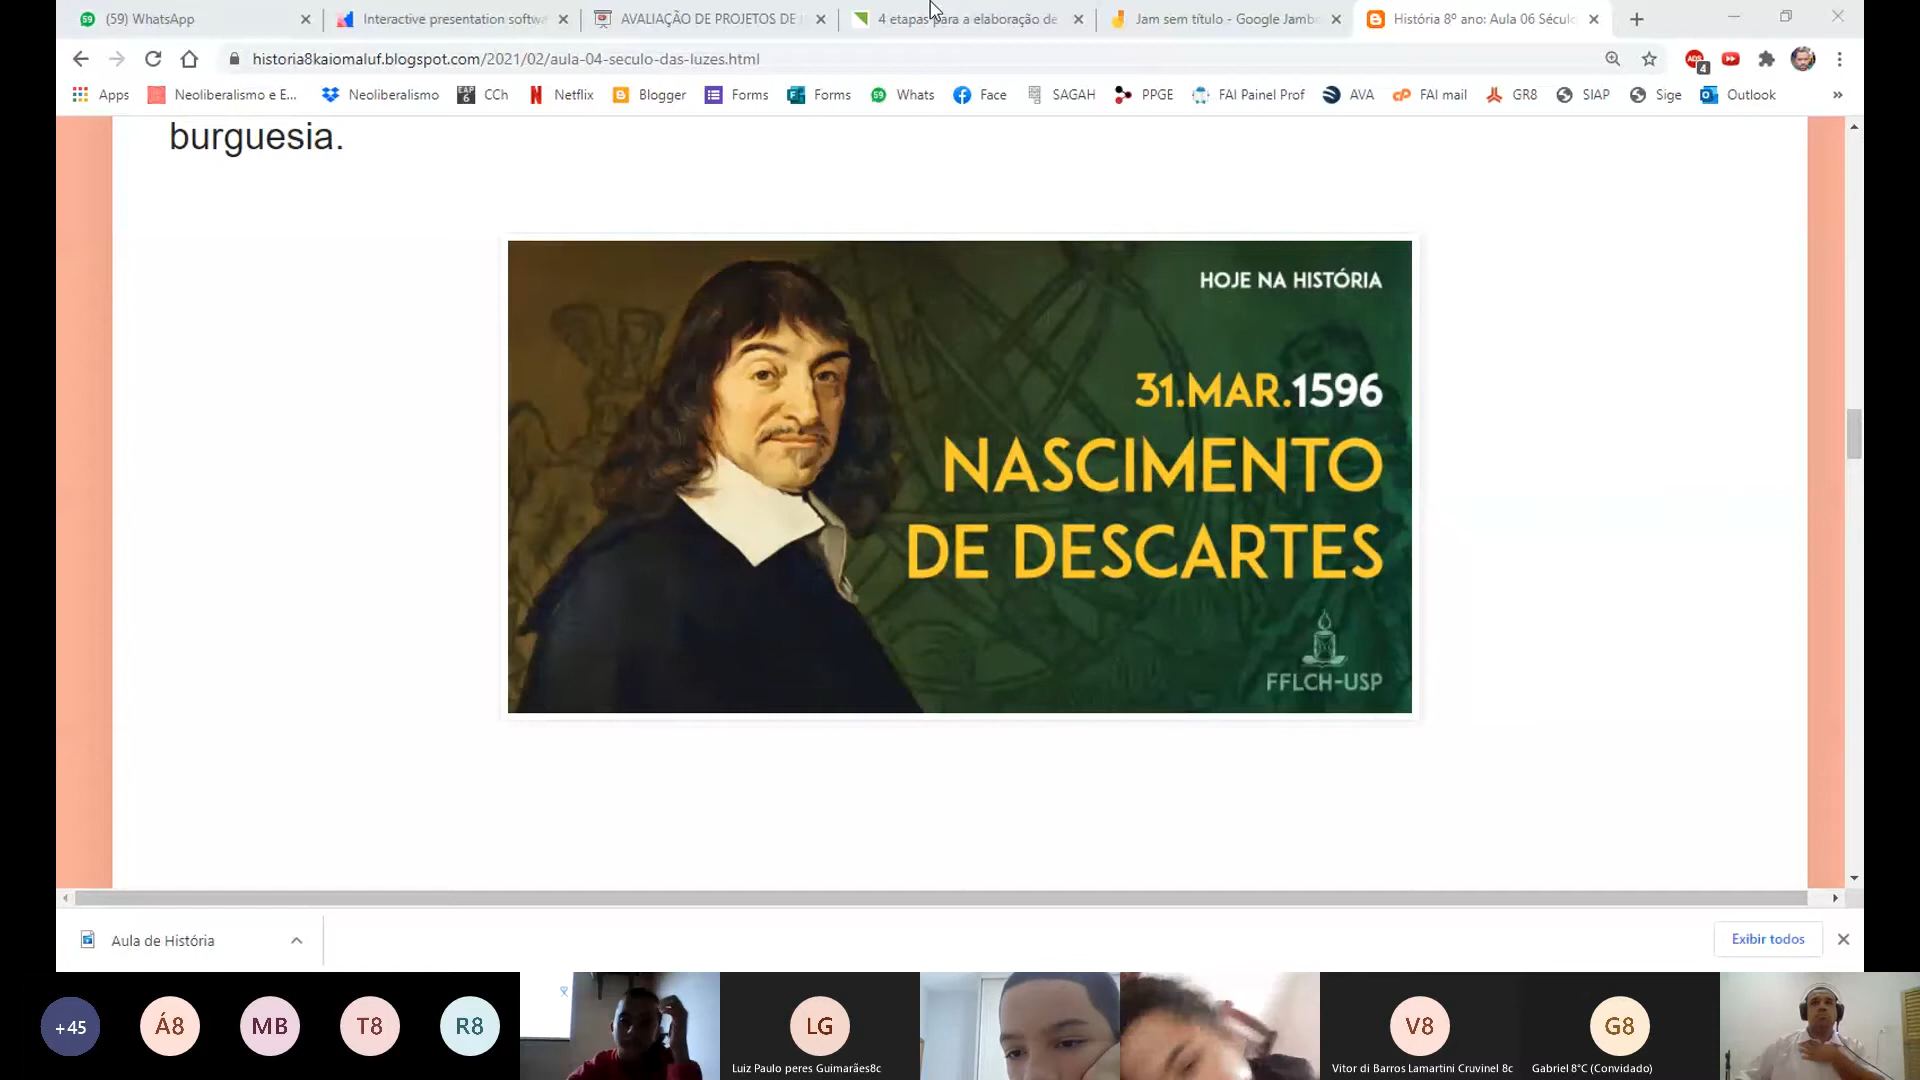 (59) WhatsApp
Interactive presentation softwa
AVALIAÇÃO DE PROJETOS DE
4 etapas para a elaboração de
Jam sem título - Google Jambo
História 8º ano: Aula 06 Século
historia8kaiomaluf.blogspot.com/2021/02/aula-04-seculo-das-luzes.html
4
Apps
Neoliberalismo e E...
Neoliberalismo
CCh
Netflix
Blogger
Forms
Forms
Whats
Face
SAGAH
PPGE
FAI Painel Prof
AVA
FAI mail
GR8
SIAP
Sige
Outlook
burguesia.
HOJE NA HISTÓRIA
31.MAR.1596
NASCIMENTO
DE DESCARTES
FFLCH-USP
Aula de História
Exibir todos
+45
Á8
MB
T8
R8
LG
Luiz Paulo peres Guimarães8c
V8
Vitor di Barros Lamartini Cruvinel 8c
G8
Gabriel 8°C (Convidado)